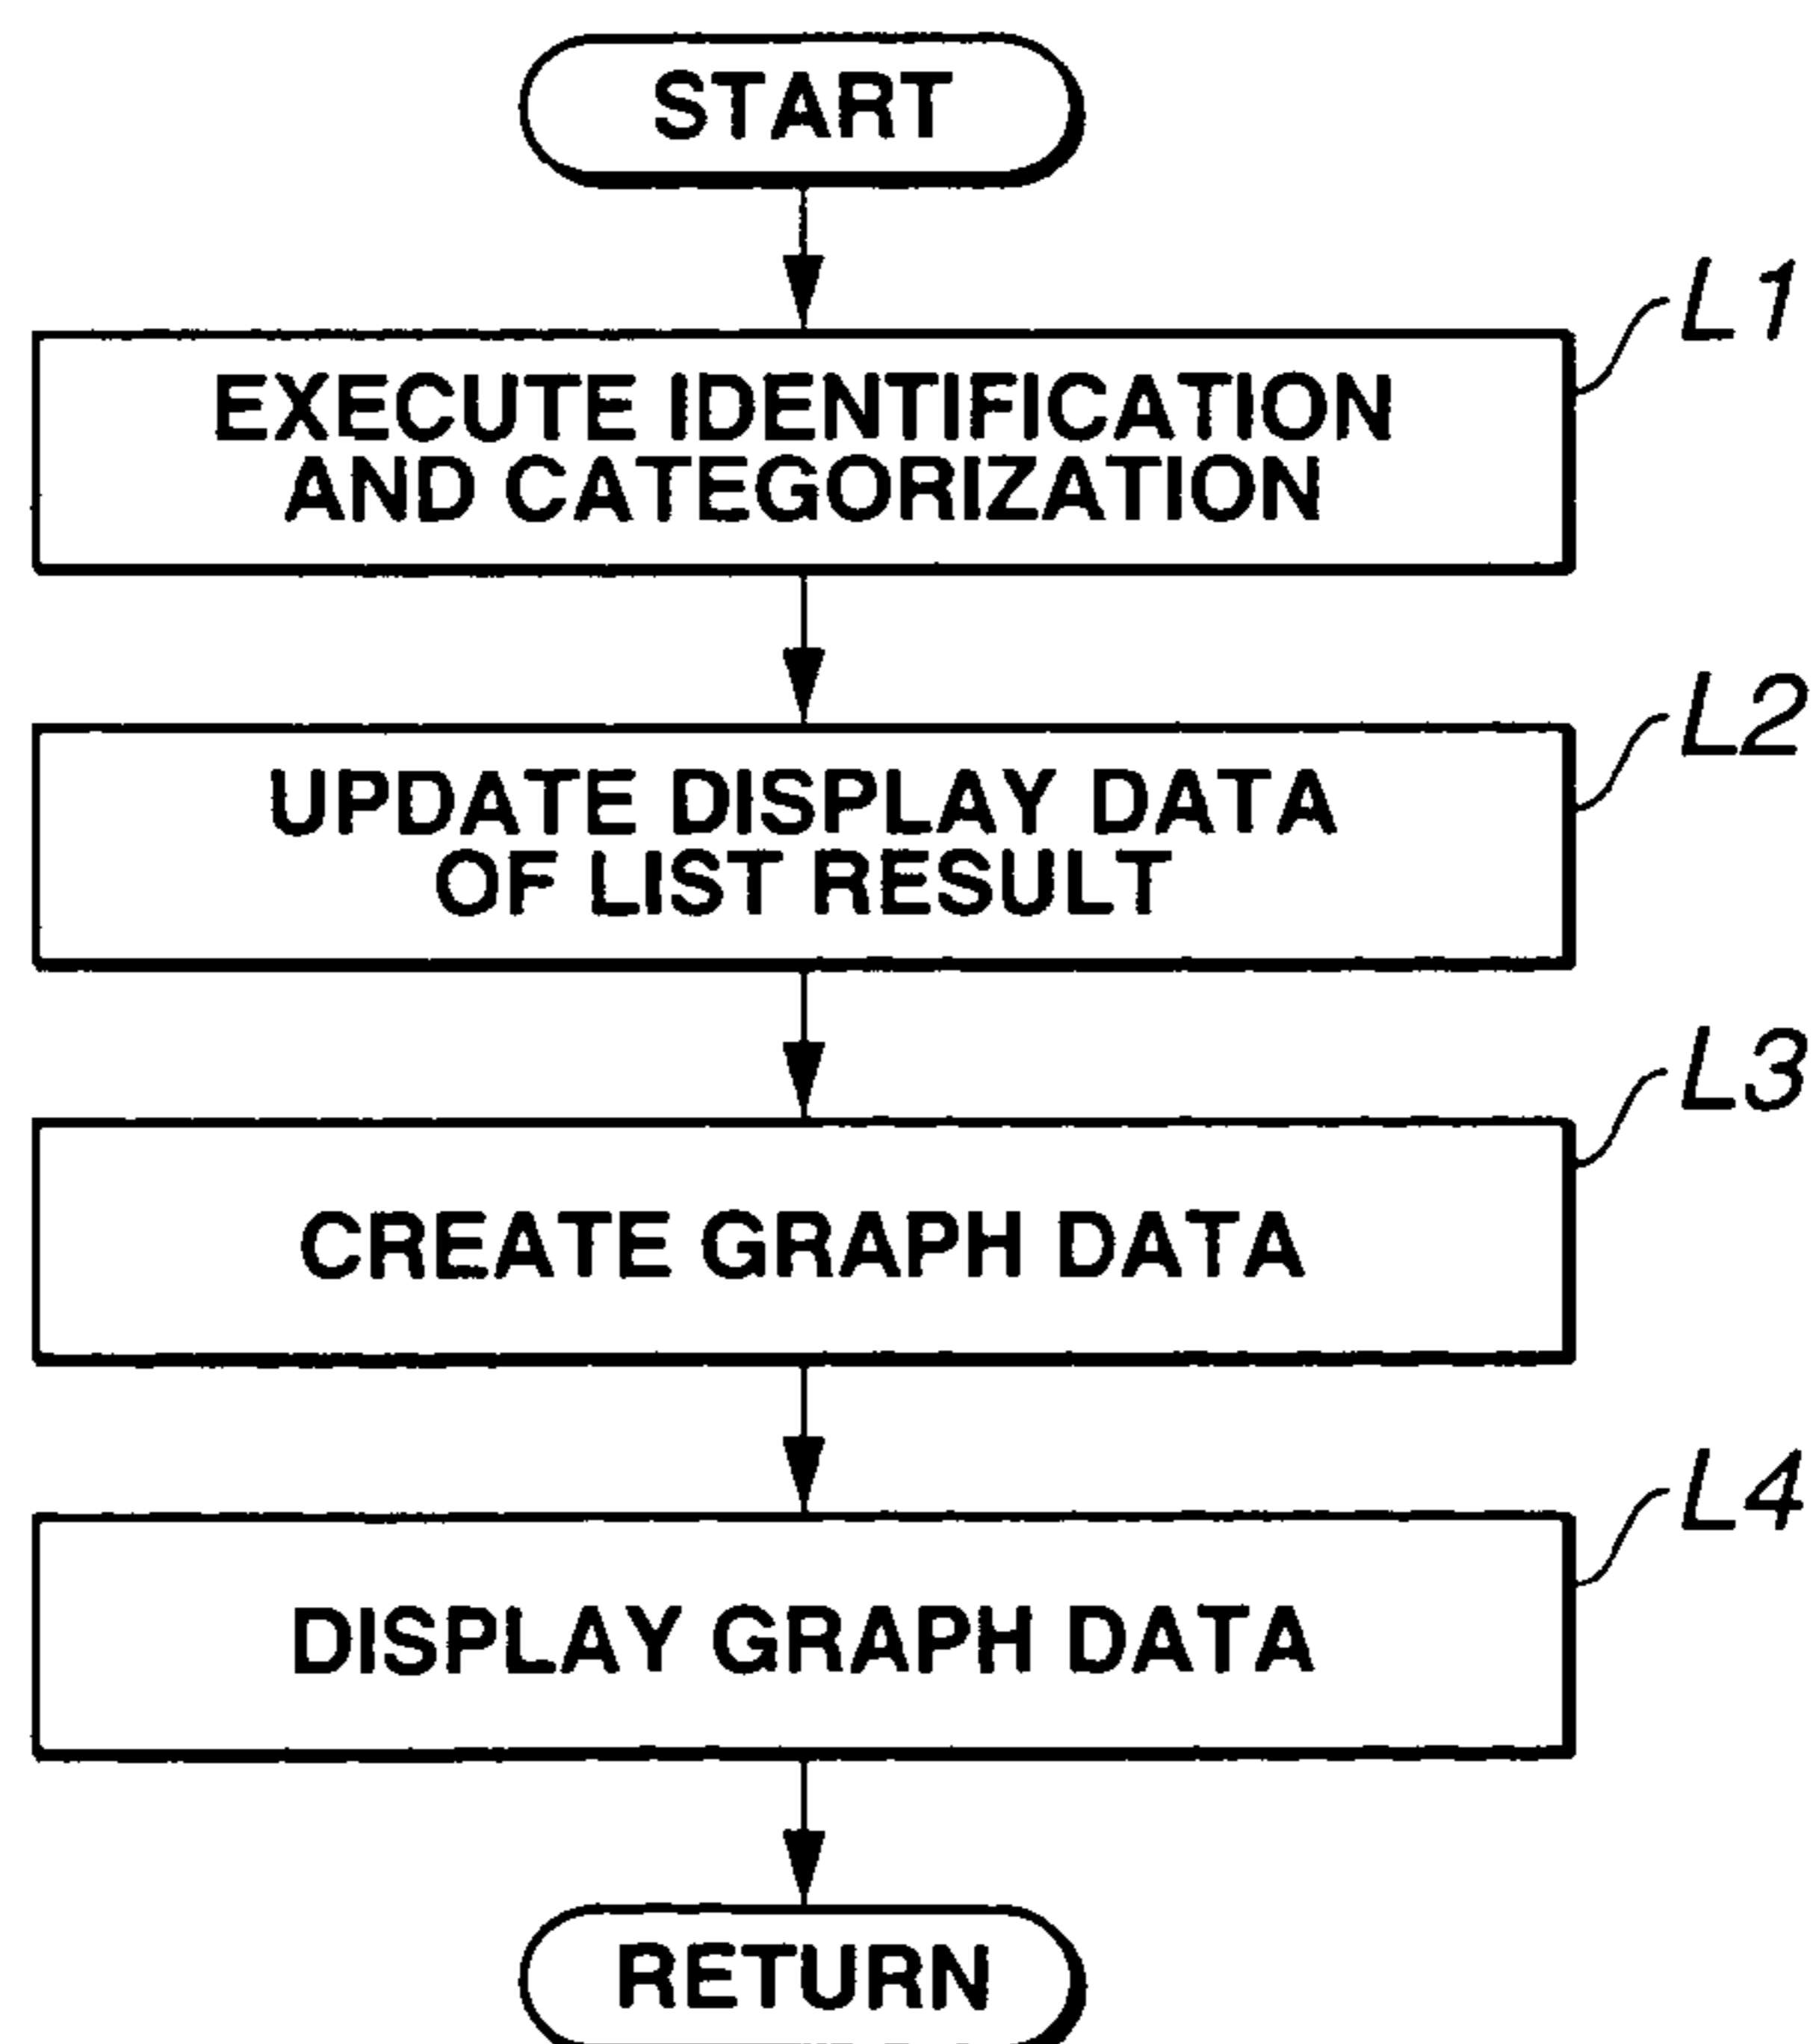 START
L1
EXECUTE IDENTIFICATION
AND CATEGORIZATION
L2
UPDATE DISPLAY DATA
OF LIST RESULT
L3
CREATE GRAPH DATA
L4
DISPLAY GRAPH DATA
RETURN